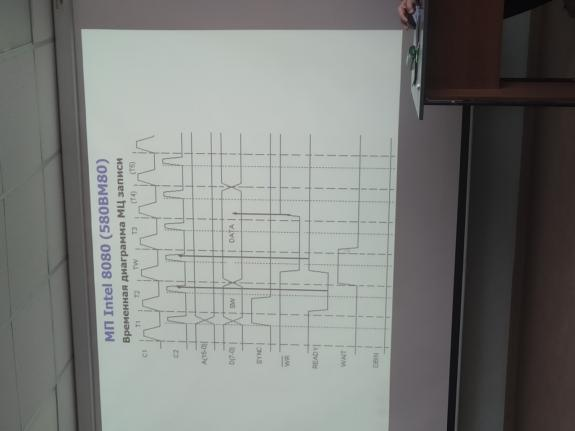 МП Intel 8080 (580ВМ80)
Временная диаграмма МЦ записи
T1 T2 TW T3 (T4) (T5)
C1
C2
A(15-0)
D(7-0) SW DATA
SYNC
WR
READY
WAIT
DBIN